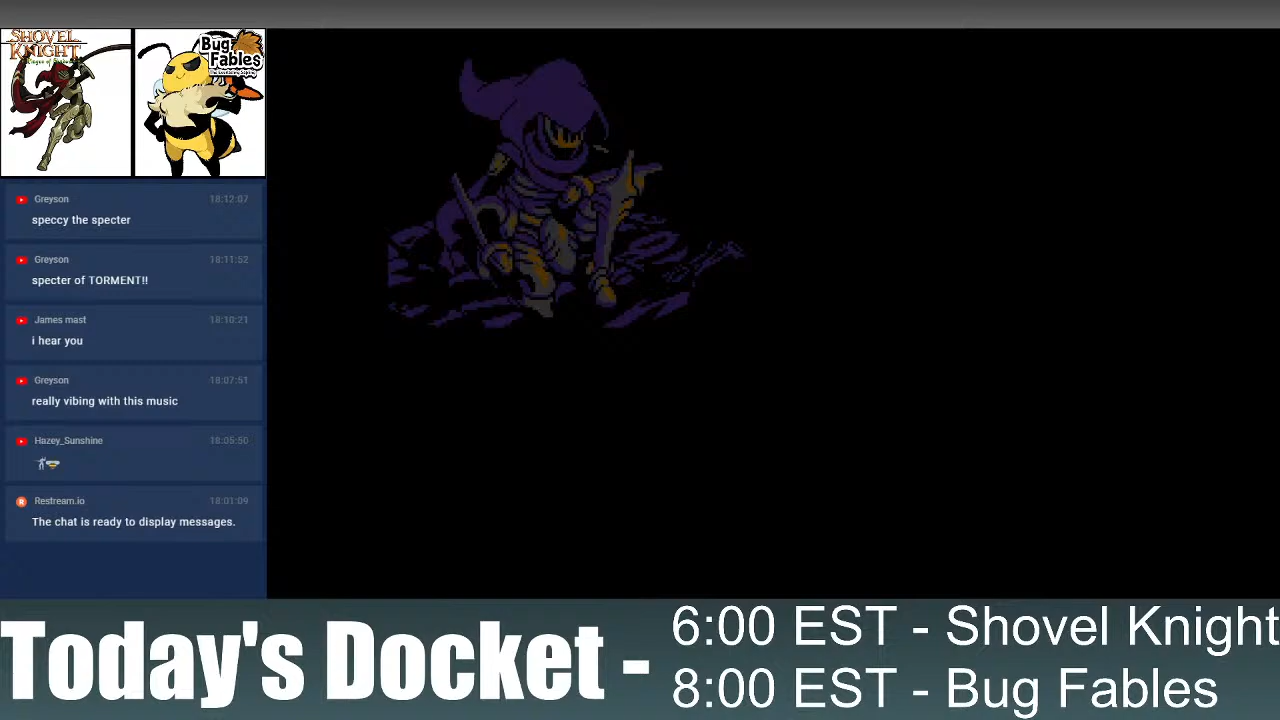 SHOVEL
KNIGHT
Bug
Fables
The Everlasting Sapling
Greyson 18:12:07
speccy the specter
Greyson 18:11:52
specter of TORMENT!!
James mast 18:10:21
i hear you
Greyson 18:07:51
really vibing with this music
Hazey_Sunshine 18:05:50
Restream.io 18:01:09
The chat is ready to display messages.
Today's Docket -
6:00 EST - Shovel Knight
8:00 EST - Bug Fables